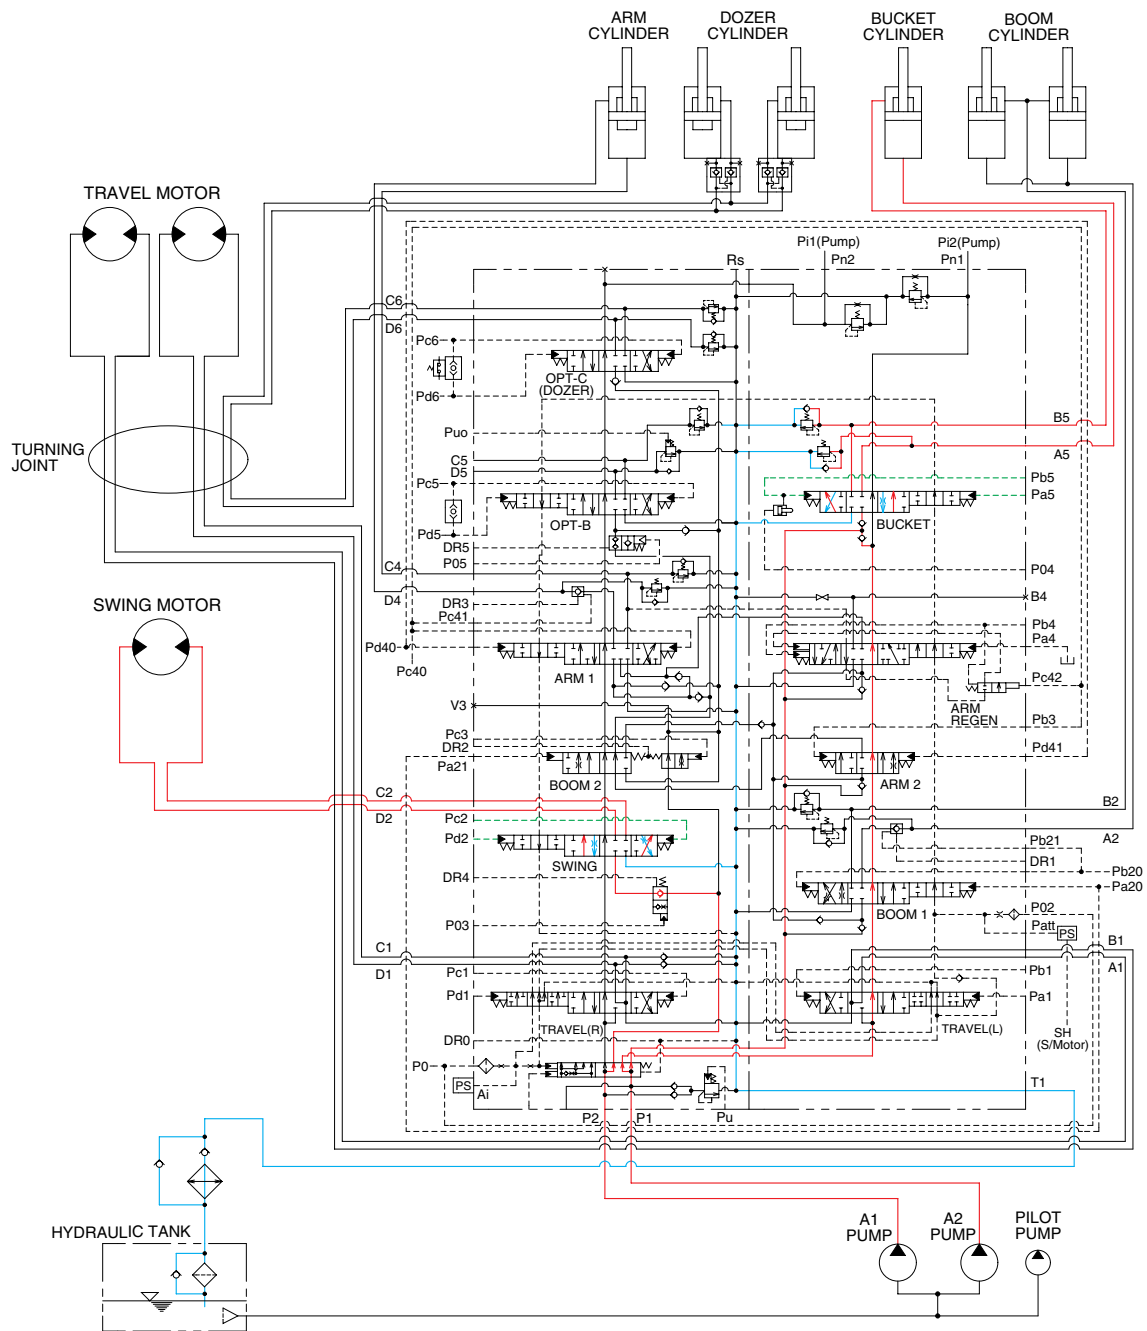 ARM
CYLINDER
DOZER
CYLINDER
BUCKET
CYLINDER
BOOM
CYLINDER
TRAVEL MOTOR
Pi1(Pump)
Pi2(Pump)
Rs
Pn2
Pn1
C6
D6
Pc6
OPT-C
(DOZER)
Pd6
Puo
B5
TURNING
JOINT
C5
D5
A5
Pc5
Pb5
Pa5
OPT-B
BUCKET
Pd5
DR5
P05
P04
C4
D4
B4
SWING MOTOR
DR3
Pc41
Pb4
Pa4
Pd40
Pc40
ARM 1
Pc42
ARM
REGEN
V3
Pb3
Pc3
DR2
Pa21
Pd41
BOOM 2
ARM 2
C2
D2
B2
Pc2
Pd2
A2
Pb21
SWING
DR1
DR4
Pb20
Pa20
BOOM 1
P02
P03
Patt
PS
C1
D1
B1
A1
Pc1
Pb1
Pd1
Pa1
TRAVEL(R)
TRAVEL(L)
SH
(S/Motor)
DR0
P0
PS
Ai
T1
P2
P1
Pu
A1
PUMP
A2
PUMP
PILOT
PUMP
HYDRAULIC TANK